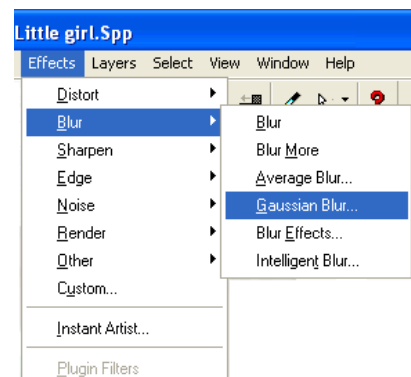 Little girl.Spp
Effects Layers Select View Window Help
Distort
Blur
Sharpen
Edge
Noise
Render
Other
Custom...
Instant Artist...
Plugin Filters
Blur
Blur More
Average Blur...
Gaussian Blur...
Blur Effects...
Intelligent Blur...